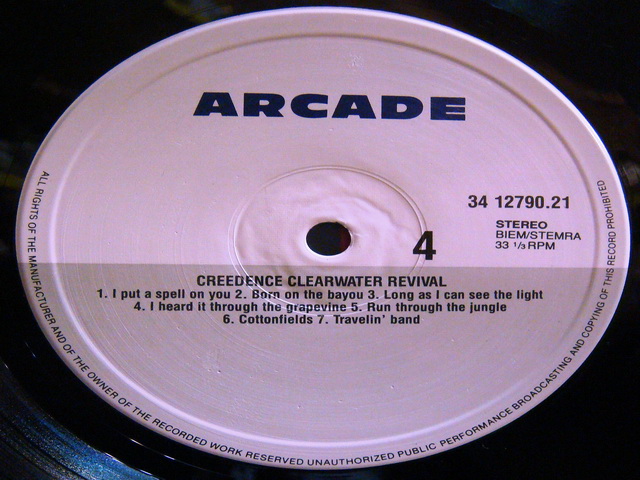 ARCADE
34 12790.21
STEREO
BIEM/STEMRA
33 1/3 RPM
4
CREEDENCE CLEARWATER REVIVAL
1. I put a spell on you 2. Born on the bayou 3. Long as I can see the light
4. I heard it through the grapevine 5. Run through the jungle
6. Cottonfields 7. Travelin' band
ALL RIGHTS OF THE MANUFACTURER AND OF THE OWNER OF THE RECORDED WORK RESERVED UNAUTHORIZED PUBLIC PERFORMANCE BROADCASTING AND COPYING OF THIS RECORD PROHIBITED